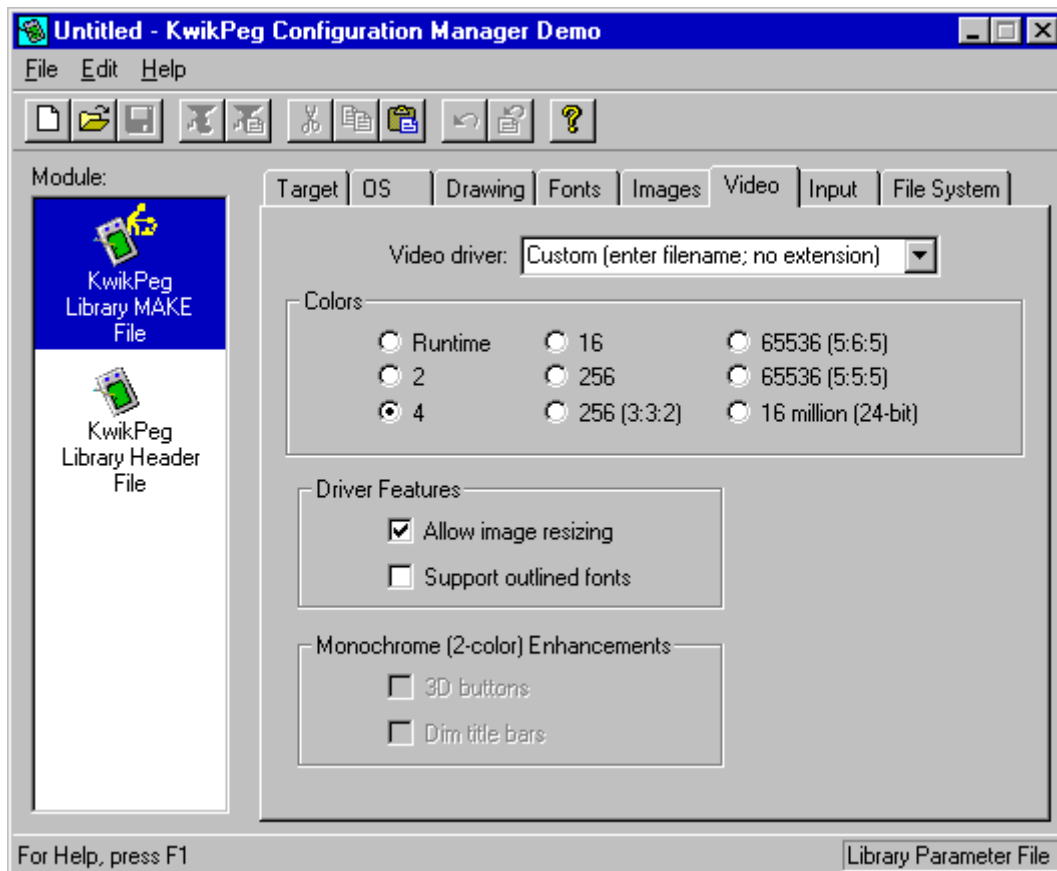 Untitled - KwikPeg Configuration Manager Demo
File Edit Help
Module:
KwikPeg
Library MAKE
File
KwikPeg
Library Header
File
Target OS Drawing Fonts Images Video Input File System
Video driver: Custom (enter filename; no extension)
Colors
Runtime 16 65536 (5:6:5)
2 256 65536 (5:5:5)
4 256 (3:3:2) 16 million (24-bit)
Driver Features
Allow image resizing
Support outlined fonts
Monochrome (2-color) Enhancements
3D buttons
Dim title bars
For Help, press F1 Library Parameter File